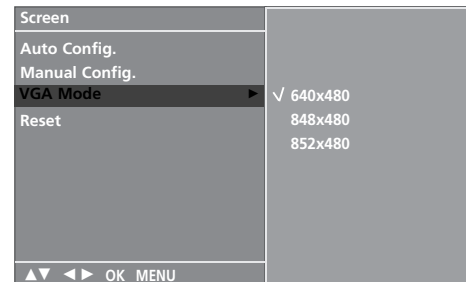 Screen
Auto Config.
Manual Config.
VGA Mode ►
Reset
√ 640x480
848x480
852x480
▲▼ ◄► OK MENU